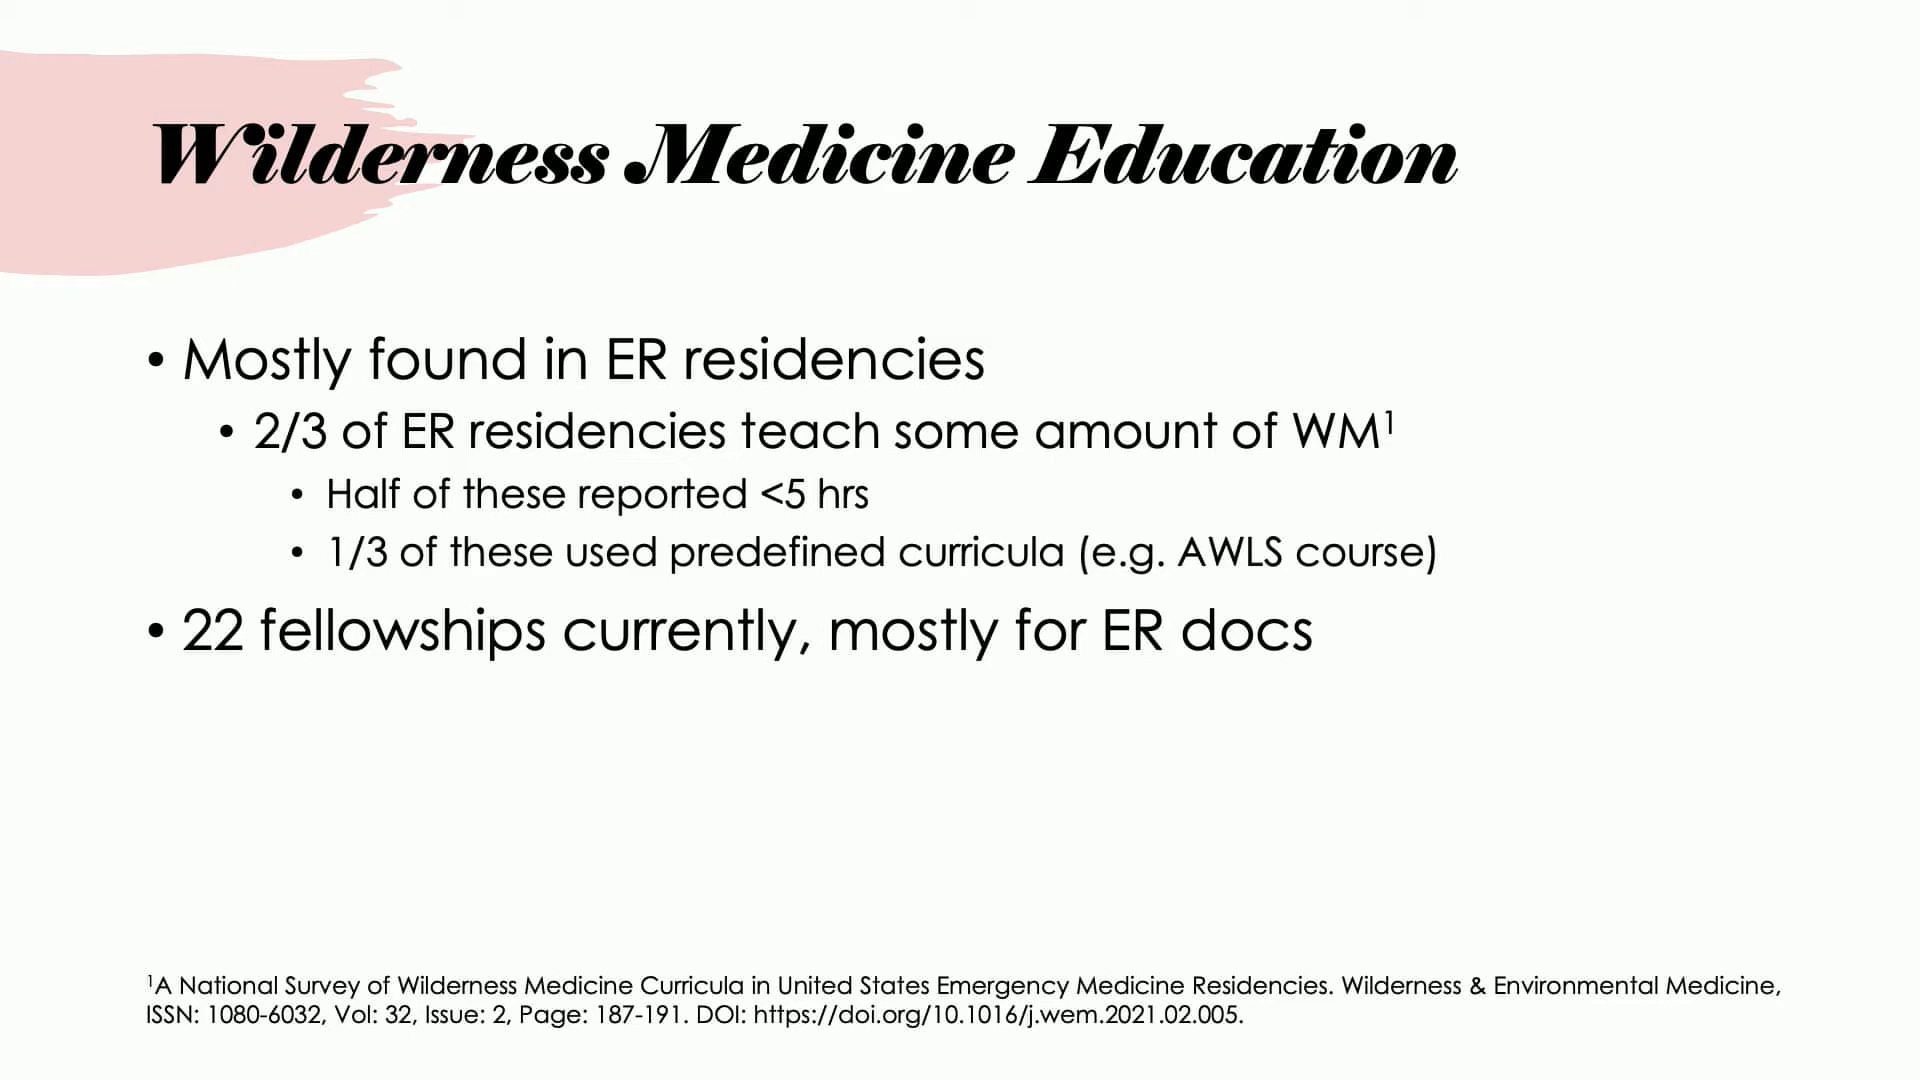 Wilderness Medicine Education
• Mostly found in ER residencies
• 2/3 of ER residencies teach some amount of WM¹
• Half of these reported <5 hrs
• 1/3 of these used predefined curricula (e.g. AWLS course)
• 22 fellowships currently, mostly for ER docs
¹A National Survey of Wilderness Medicine Curricula in United States Emergency Medicine Residencies. Wilderness & Environmental Medicine,
ISSN: 1080-6032, Vol: 32, Issue: 2, Page: 187-191. DOI: https://doi.org/10.1016/j.wem.2021.02.005.